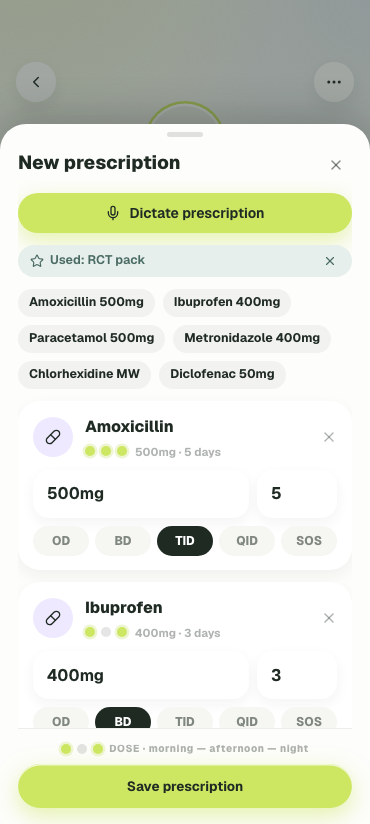 New prescription
Dictate prescription
Used: RCT pack
Amoxicillin 500mg Ibuprofen 400mg
Paracetamol 500mg Metronidazole 400mg
Chlorhexidine MW Diclofenac 50mg
Amoxicillin
500mg · 5 days
500mg 5
OD BD TID QID SOS
Ibuprofen
400mg · 3 days
400mg 3
OD BD TID QID SOS
DOSE · morning — afternoon — night
Save prescription